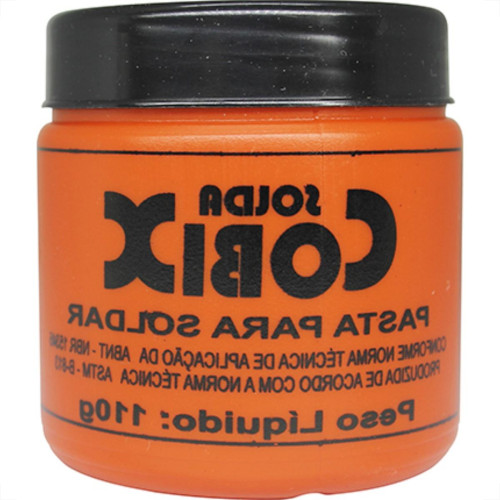 SOLDA
COBIX
PASTA PARA SOLDAR
CONFORME NORMA TÉCNICA DE APLICAÇÃO DA ABNT - NBR 15345
PRODUZIDA DE ACORDO COM A NORMA TÉCNICA ASTM - B-813
Peso Líquido: 110g